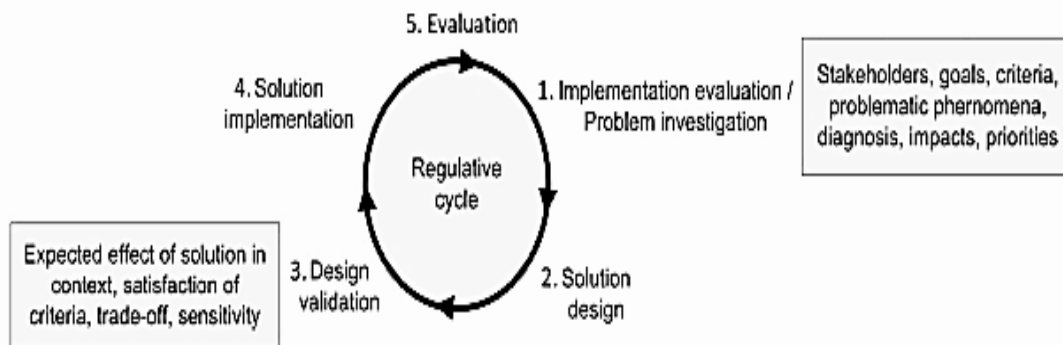 5. Evaluation
1. Implementation evaluation /
Problem investigation
Stakeholders, goals, criteria,
problematic phernomena,
diagnosis, impacts, priorities
2. Solution
design
3. Design
validation
Expected effect of solution in
context, satisfaction of
criteria, trade-off, sensitivity
4. Solution
implementation
Regulative
cycle